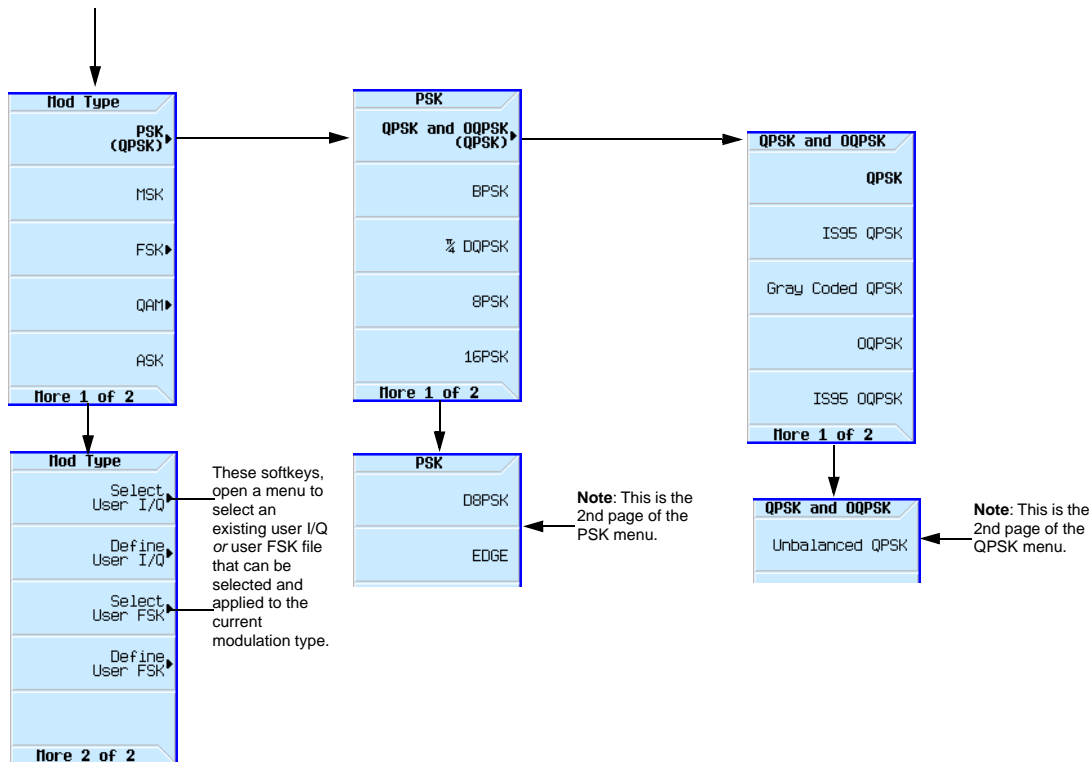 Mod Type
PSK
(QPSK)
MSK
FSK
QAM
ASK
More 1 of 2
Mod Type
Select
User I/Q
Define
User I/Q
Select
User FSK
Define
User FSK
More 2 of 2
These softkeys,
open a menu to
select an
existing user I/Q
or user FSK file
that can be
selected and
applied to the
current
modulation type.
PSK
QPSK and OQPSK
(QPSK)
BPSK
π/4 DQPSK
8PSK
16PSK
More 1 of 2
PSK
D8PSK
EDGE
Note: This is the
2nd page of the
PSK menu.
QPSK and OQPSK
QPSK
IS95 QPSK
Gray Coded QPSK
OQPSK
IS95 OQPSK
More 1 of 2
QPSK and OQPSK
Unbalanced QPSK
Note: This is the
2nd page of the
QPSK menu.